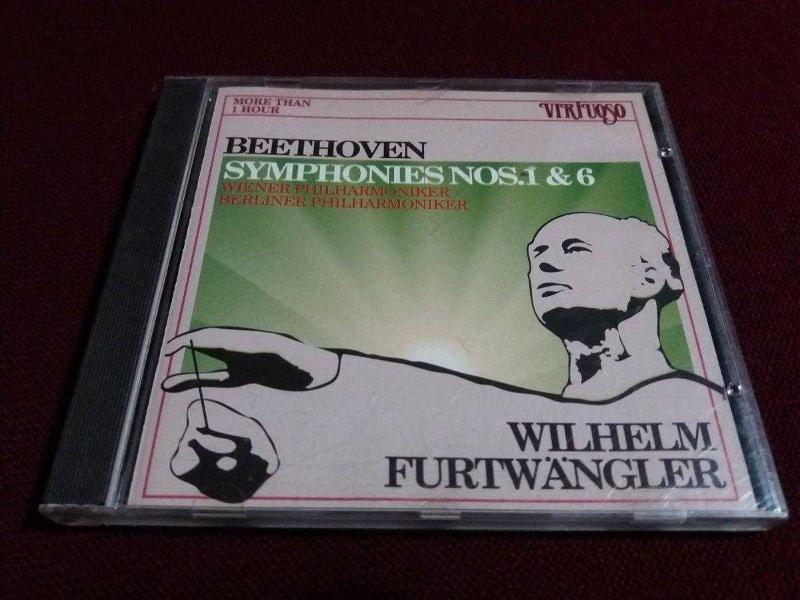 MORE THAN
1 HOUR
VIRTUOSO
BEETHOVEN
SYMPHONIES NOS.1 & 6
WIENER PHILHARMONIKER
BERLINER PHILHARMONIKER
WILHELM
FURTWÄNGLER